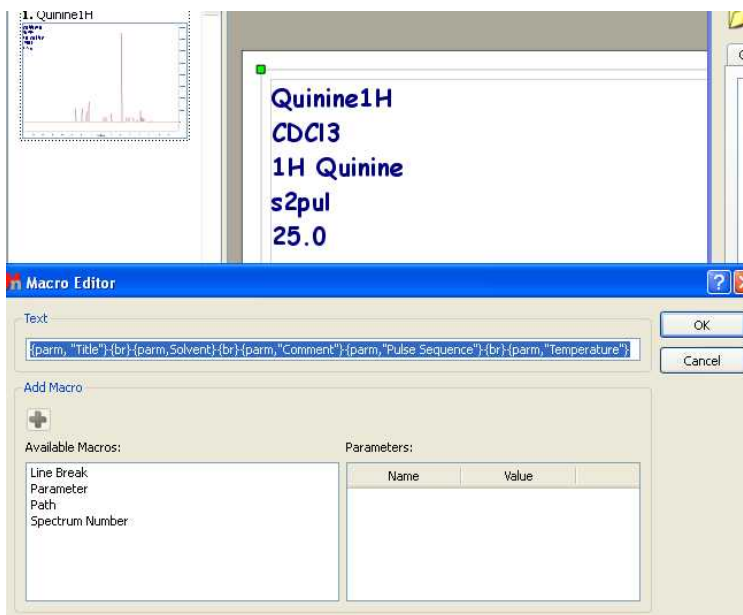 1. Quinine1H
Quinine1H
CDCl3
1H Quinine
s2pul
25.0
Macro Editor
Text
{parm, "Title"}{br}{parm,Solvent}{br}{parm,"Comment"}{parm,"Pulse Sequence"}{br}{parm,"Temperature"}
OK
Cancel
Add Macro
Available Macros:
Parameters:
Line Break
Parameter
Path
Spectrum Number
Name
Value